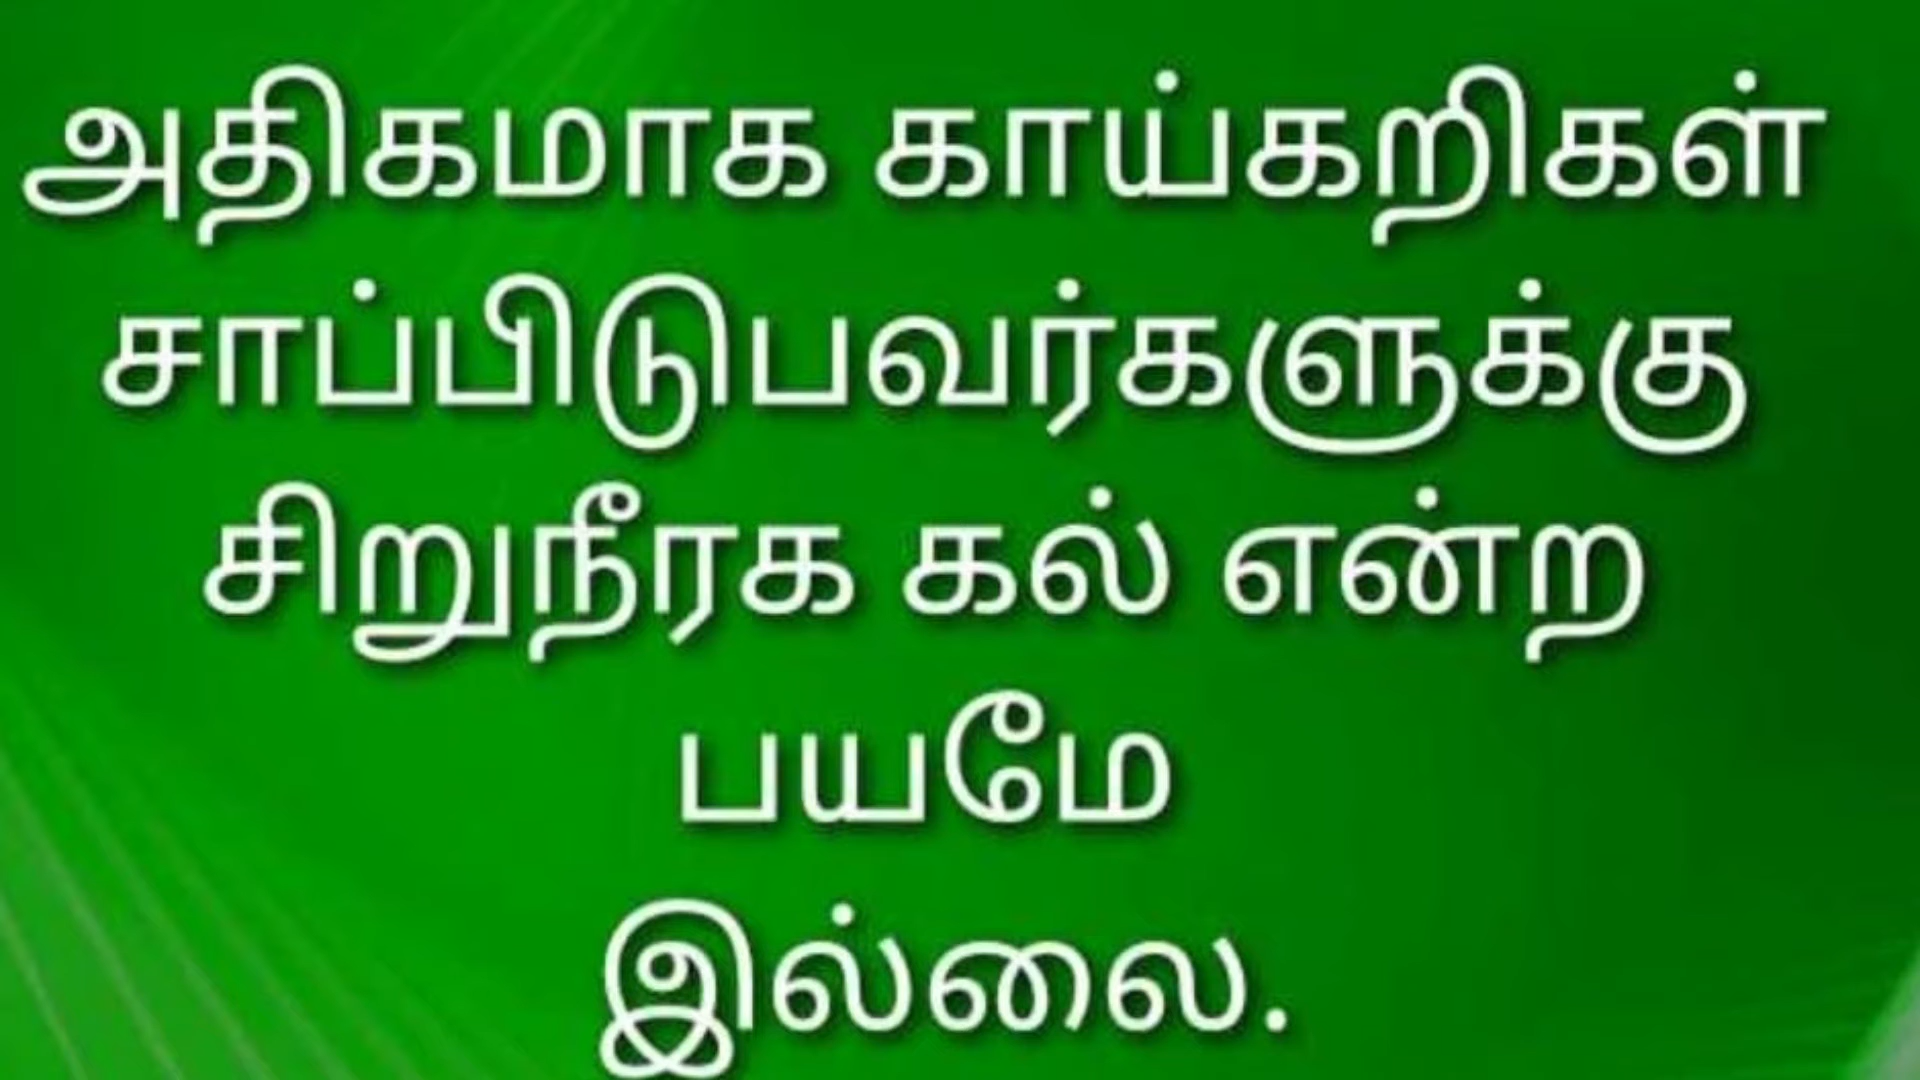 அதிகமாக காய்கறிகள்
சாப்பிடுபவர்களுக்கு
சிறுநீரக கல் என்ற
பயமே
இல்லை.